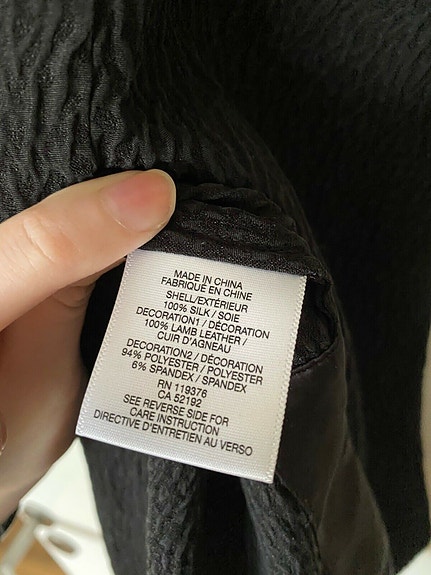 MADE IN CHINA
FABRIQUÉ EN CHINE
SHELL/EXTÉRIEUR
100% SILK / SOIE
DECORATION1 / DÉCORATION
100% LAMB LEATHER /
CUIR D'AGNEAU
DECORATION2 / DÉCORATION
94% POLYESTER / POLYESTER
6% SPANDEX / SPANDEX
RN 119376
CA 52192
SEE REVERSE SIDE FOR
CARE INSTRUCTION
DIRECTIVE D'ENTRETIEN AU VERSO